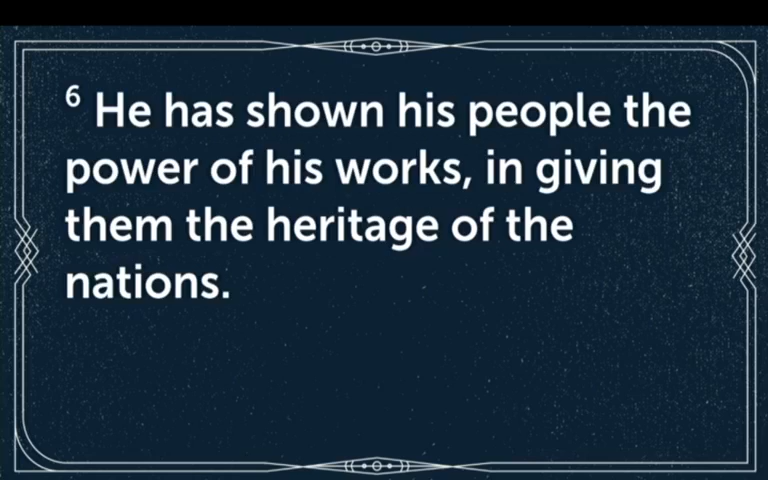 ⁶ He has shown his people the
power of his works, in giving
them the heritage of the
nations.